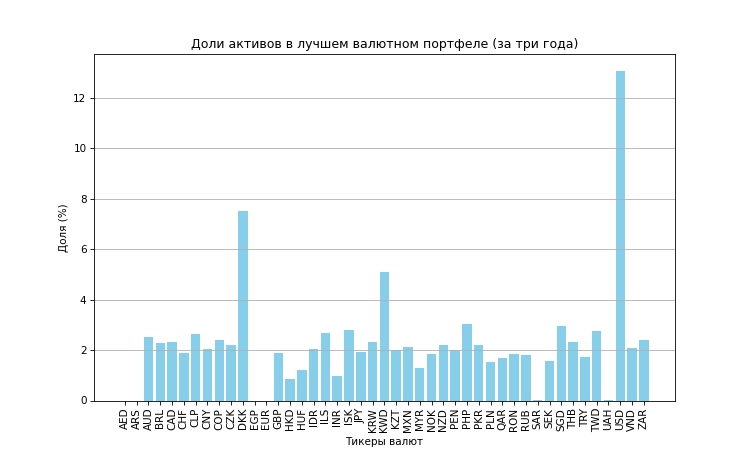 Доли активов в лучшем валютном портфеле (за три года)
Доля (%)
12
10
8
6
4
2
0
AED ARS AUD BRL CAD CHF CLP CNY COP CZK DKK EGP EUR GBP HKD HUF IDR ILS INR ISK JPY KRW KWD KZT MXN MYR NOK NZD PEN PHP PKR PLN QAR RON RUB SAR SEK SGD THB TRY TWD UAH USD VND ZAR
Тикеры валют